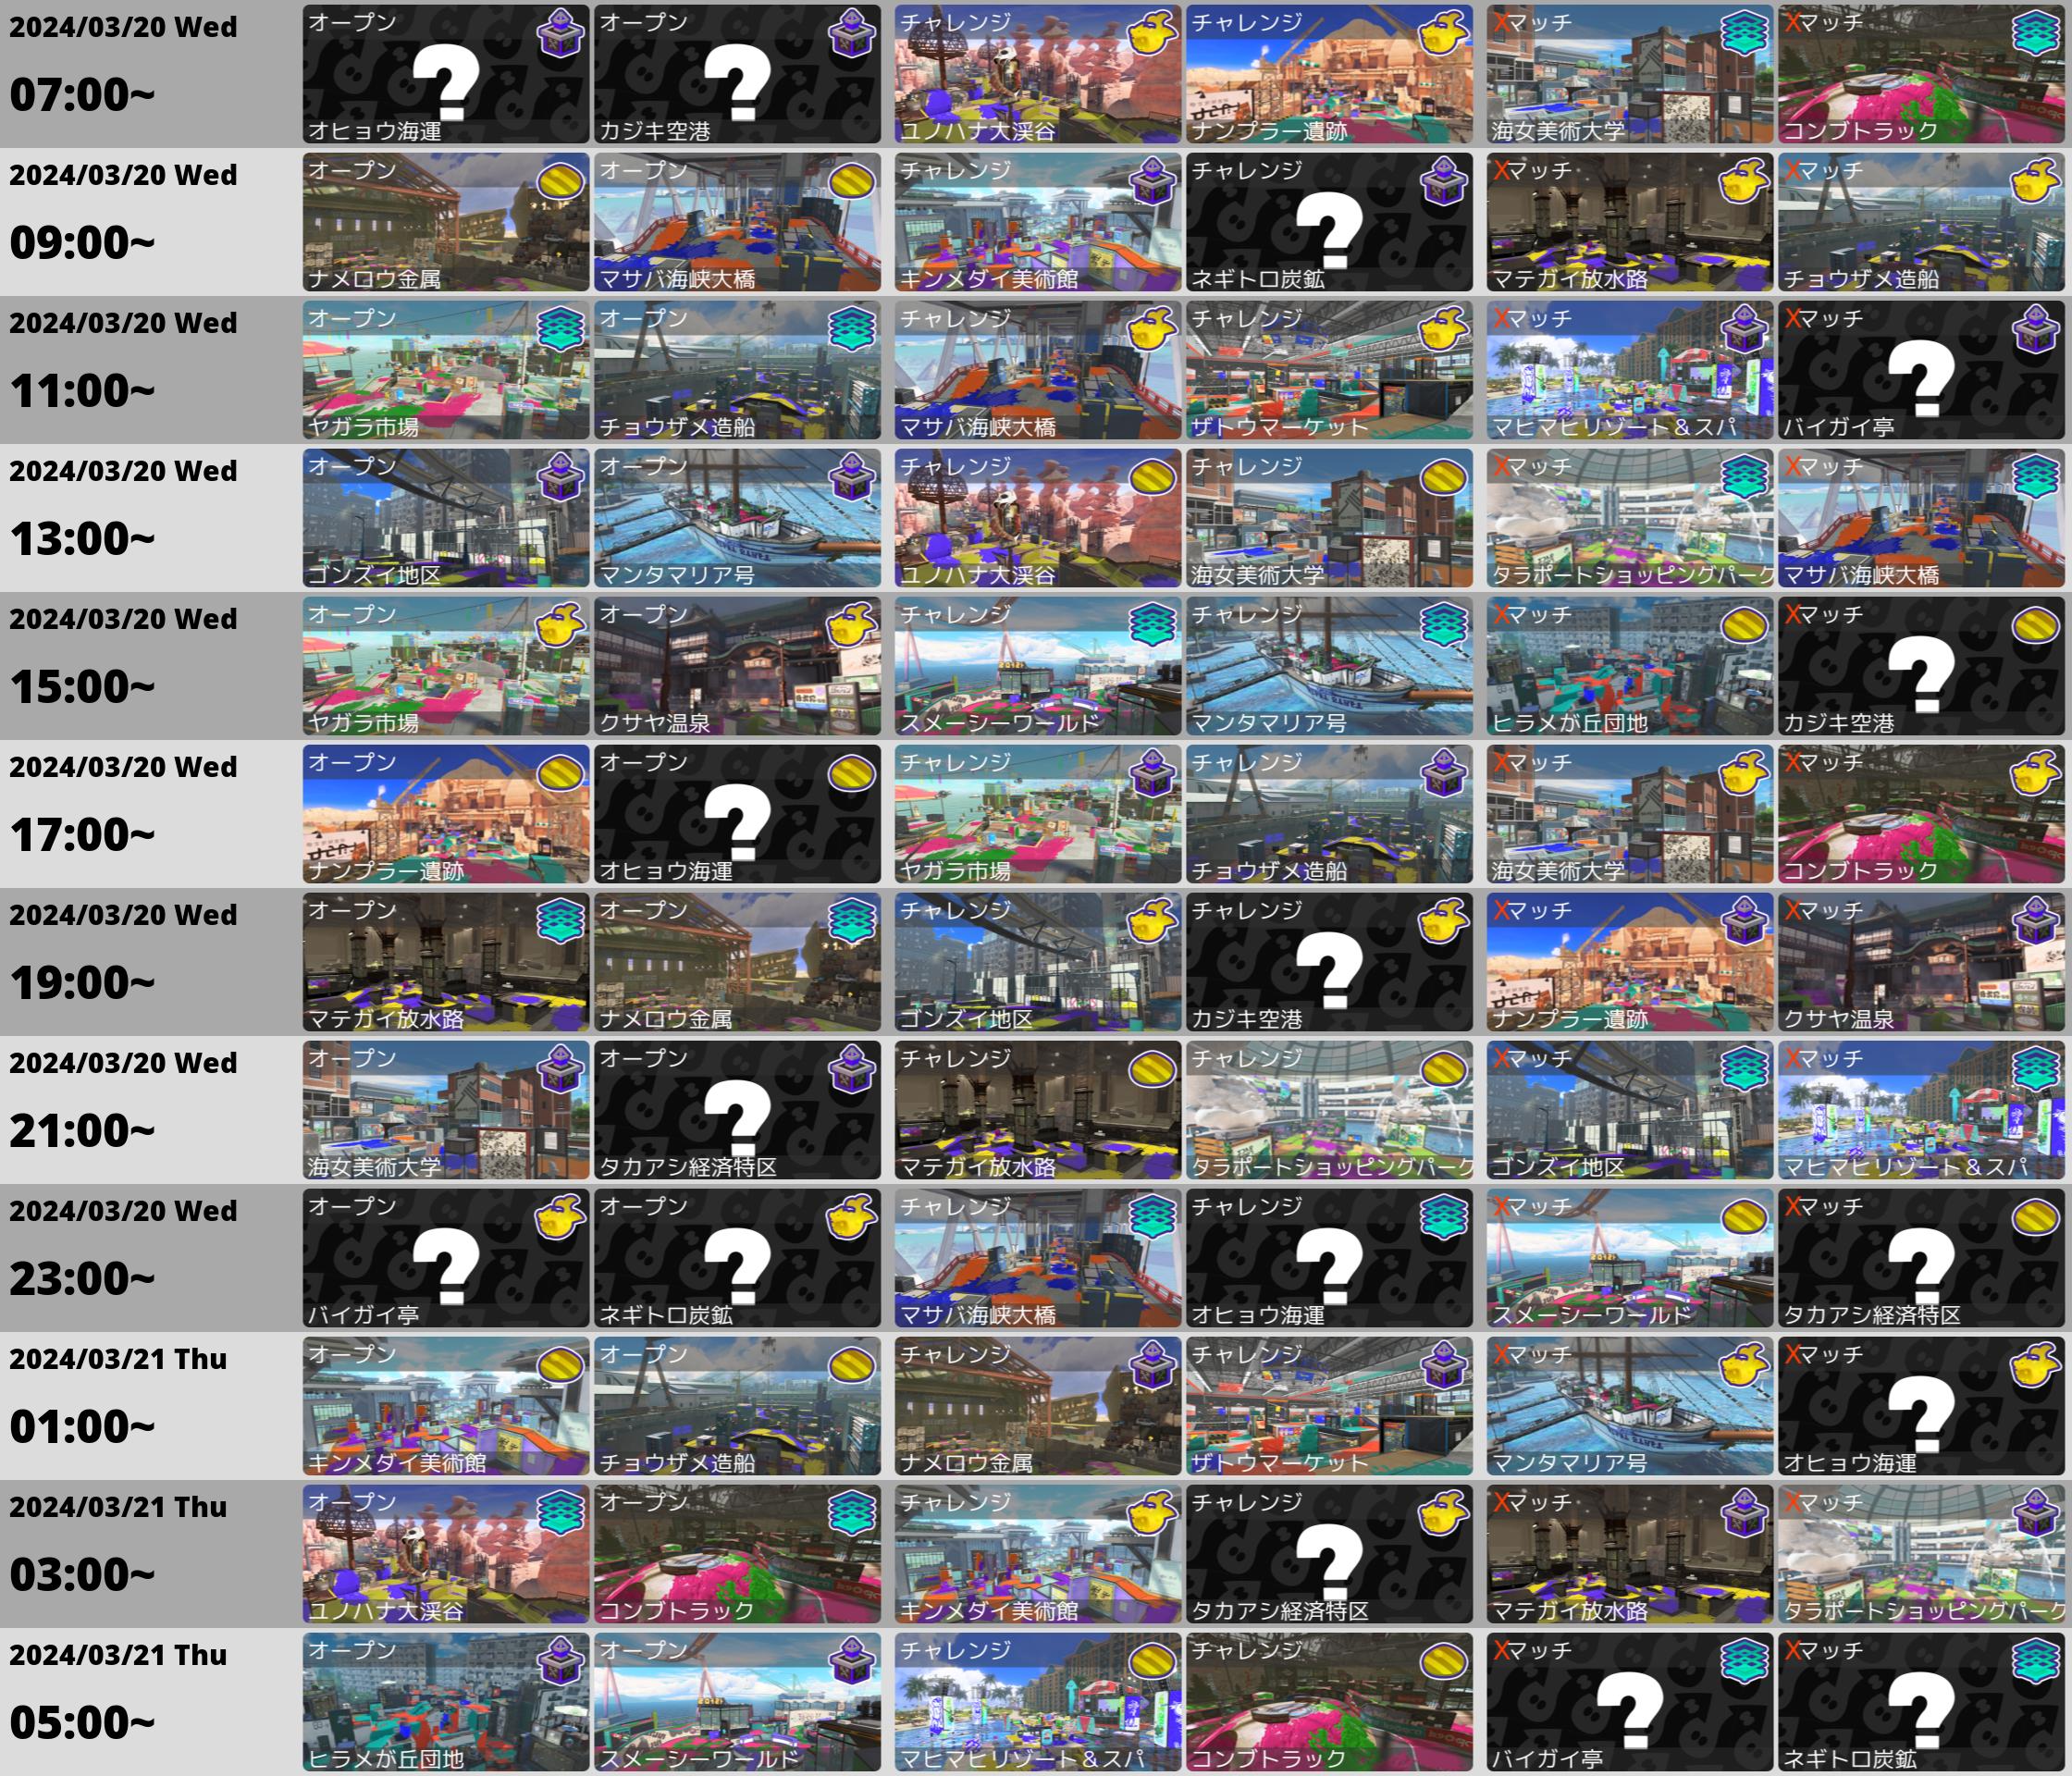 2024/03/20 Wed
07:00~
オープン
オヒョウ海運
オープン
カジキ空港
チャレンジ
ユノハナ大渓谷
チャレンジ
ナンプラー遺跡
Xマッチ
海女美術大学
Xマッチ
コンブトラック
2024/03/20 Wed
09:00~
オープン
ナメロウ金属
オープン
マサバ海峡大橋
チャレンジ
キンメダイ美術館
チャレンジ
ネギトロ炭鉱
Xマッチ
マテガイ放水路
Xマッチ
チョウザメ造船
2024/03/20 Wed
11:00~
オープン
ヤガラ市場
オープン
チョウザメ造船
チャレンジ
マサバ海峡大橋
チャレンジ
ザトウマーケット
Xマッチ
マヒマヒリゾート＆スパ
Xマッチ
バイガイ亭
2024/03/20 Wed
13:00~
オープン
ゴンズイ地区
オープン
マンタマリア号
チャレンジ
ユノハナ大渓谷
チャレンジ
海女美術大学
Xマッチ
タラポートショッピングパーク
Xマッチ
マサバ海峡大橋
2024/03/20 Wed
15:00~
オープン
ヤガラ市場
オープン
クサヤ温泉
チャレンジ
スメーシーワールド
チャレンジ
マンタマリア号
Xマッチ
ヒラメが丘団地
Xマッチ
カジキ空港
2024/03/20 Wed
17:00~
オープン
ナンプラー遺跡
オープン
オヒョウ海運
チャレンジ
ヤガラ市場
チャレンジ
チョウザメ造船
Xマッチ
海女美術大学
Xマッチ
コンブトラック
2024/03/20 Wed
19:00~
オープン
マテガイ放水路
オープン
ナメロウ金属
チャレンジ
ゴンズイ地区
チャレンジ
カジキ空港
Xマッチ
ナンプラー遺跡
Xマッチ
クサヤ温泉
2024/03/20 Wed
21:00~
オープン
海女美術大学
オープン
タカアシ経済特区
チャレンジ
マテガイ放水路
チャレンジ
タラポートショッピングパーク
Xマッチ
ゴンズイ地区
Xマッチ
マヒマヒリゾート＆スパ
2024/03/20 Wed
23:00~
オープン
バイガイ亭
オープン
ネギトロ炭鉱
チャレンジ
マサバ海峡大橋
チャレンジ
オヒョウ海運
Xマッチ
スメーシーワールド
Xマッチ
タカアシ経済特区
2024/03/21 Thu
01:00~
オープン
キンメダイ美術館
オープン
チョウザメ造船
チャレンジ
ナメロウ金属
チャレンジ
ザトウマーケット
Xマッチ
マンタマリア号
Xマッチ
オヒョウ海運
2024/03/21 Thu
03:00~
オープン
ユノハナ大渓谷
オープン
コンブトラック
チャレンジ
キンメダイ美術館
チャレンジ
タカアシ経済特区
Xマッチ
マテガイ放水路
Xマッチ
タラポートショッピングパーク
2024/03/21 Thu
05:00~
オープン
ヒラメが丘団地
オープン
スメーシーワールド
チャレンジ
マヒマヒリゾート＆スパ
チャレンジ
コンブトラック
Xマッチ
バイガイ亭
Xマッチ
ネギトロ炭鉱